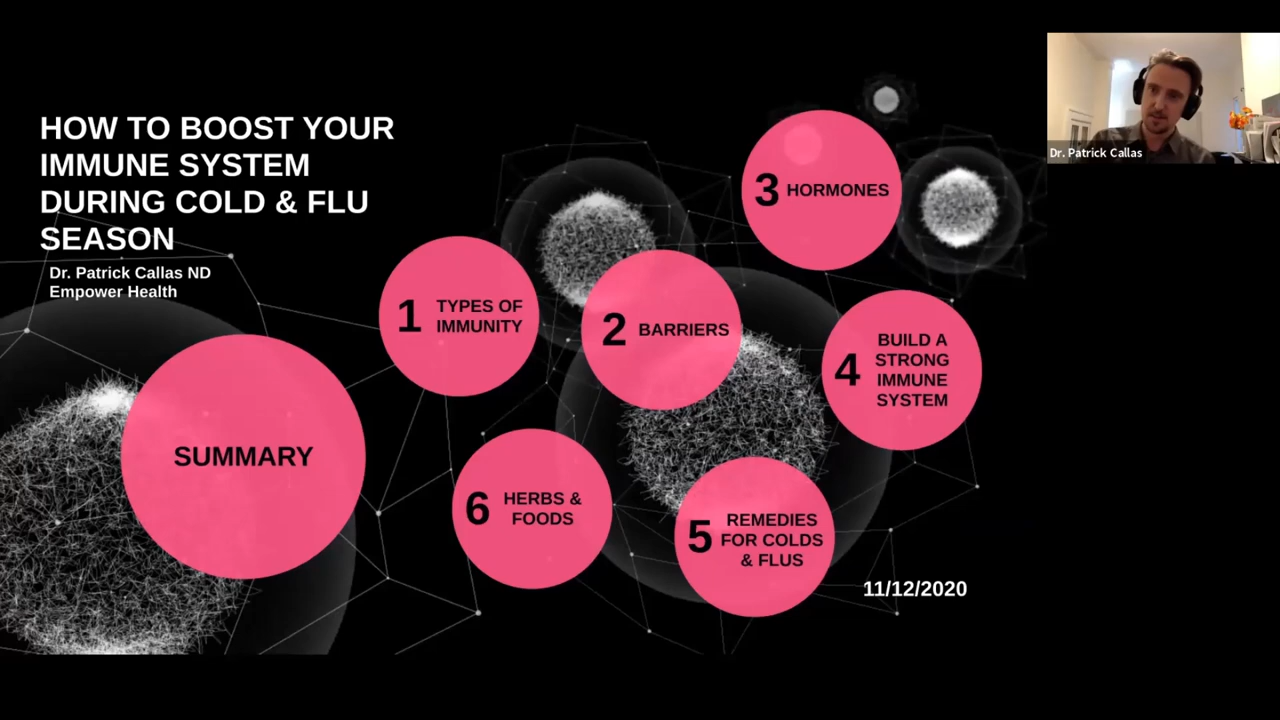 HOW TO BOOST YOUR
IMMUNE SYSTEM
DURING COLD & FLU
SEASON
Dr. Patrick Callas ND
Empower Health
SUMMARY
1 TYPES OF
IMMUNITY
2 BARRIERS
3 HORMONES
4 BUILD A
STRONG
IMMUNE
SYSTEM
5 REMEDIES
FOR COLDS
& FLUS
6 HERBS &
FOODS
11/12/2020
Dr. Patrick Callas